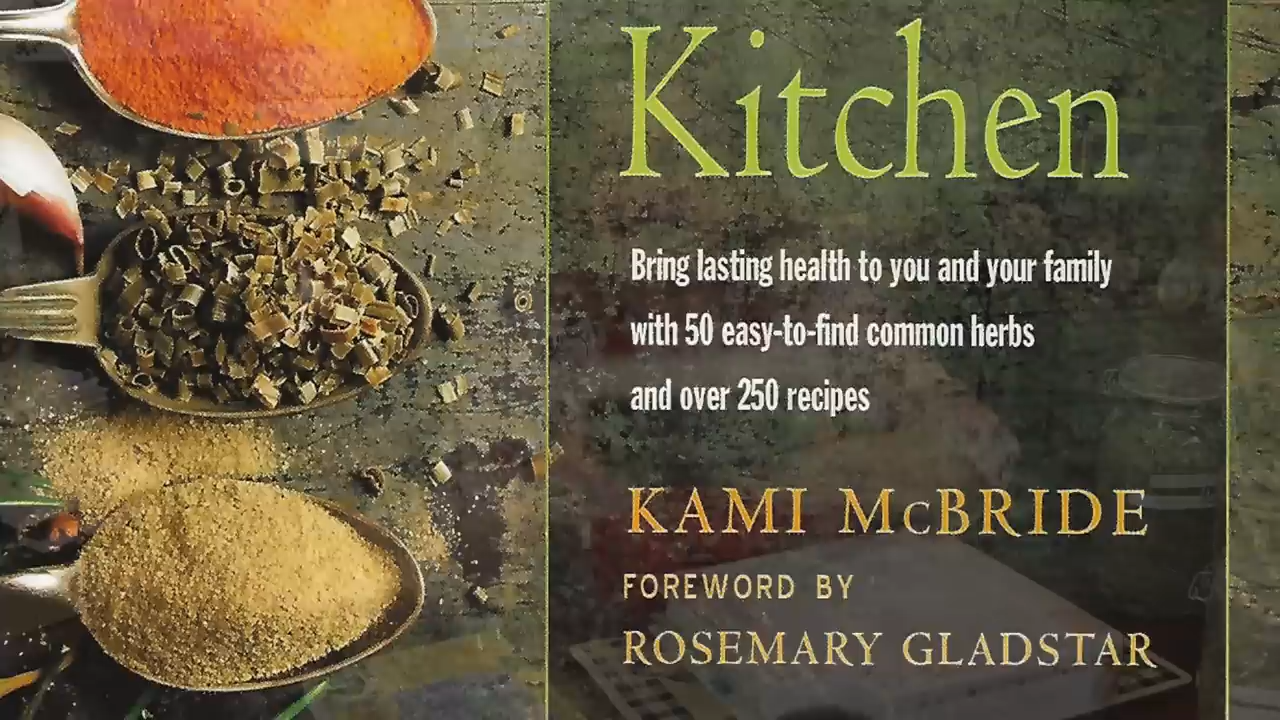 Kitchen
Bring lasting health to you and your family
with 50 easy-to-find common herbs
and over 250 recipes
KAMI McBRIDE
FOREWORD BY
ROSEMARY GLADSTAR